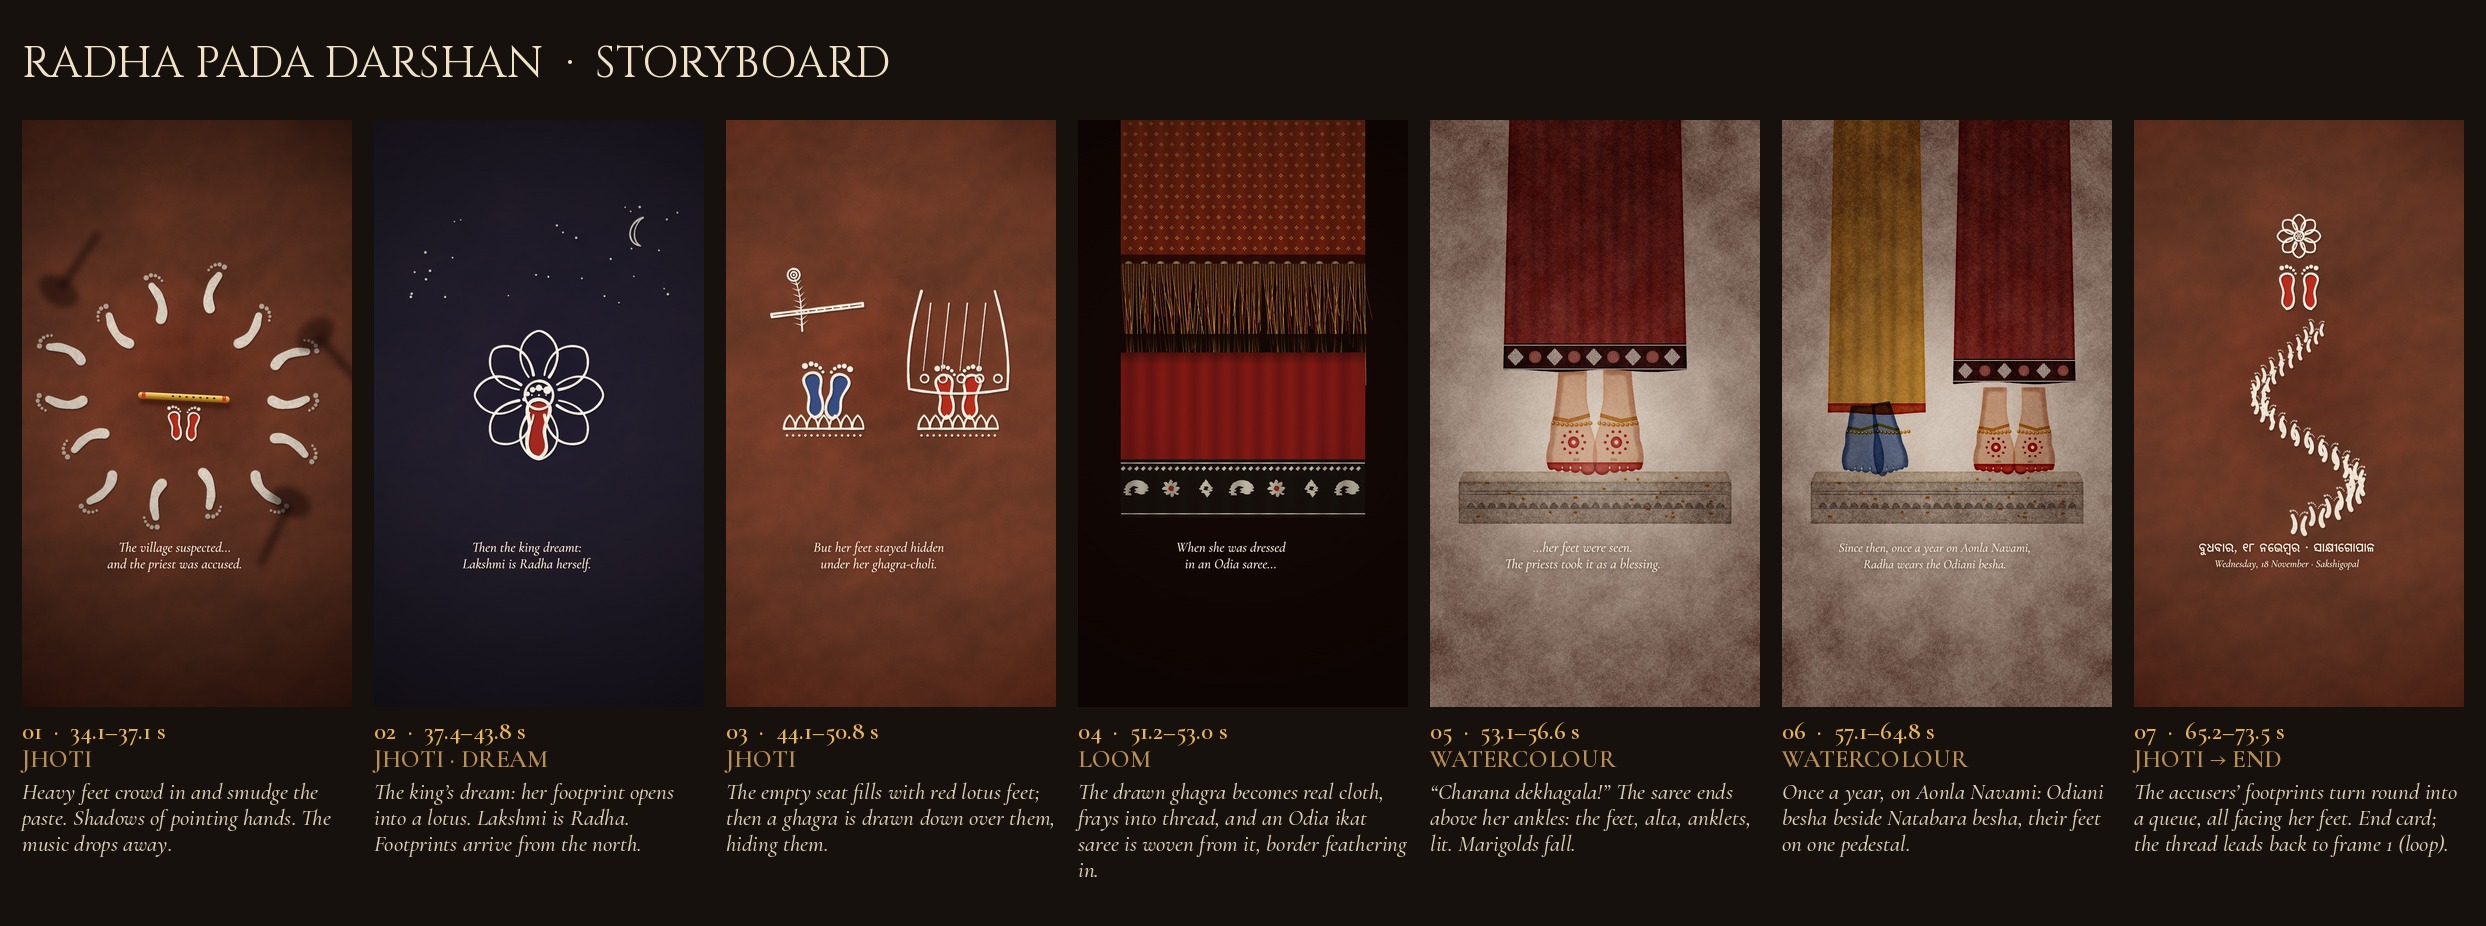 RADHA PADA DARSHAN · STORYBOARD
The village suspected...
and the priest was accused.
01 · 34.1–37.1 s
JHOTI
Heavy feet crowd in and smudge the
paste. Shadows of pointing hands. The
music drops away.
Then the king dreamt:
Lakshmi is Radha herself.
02 · 37.4–43.8 s
JHOTI · DREAM
The king’s dream: her footprint opens
into a lotus. Lakshmi is Radha.
Footprints arrive from the north.
But her feet stayed hidden
under her ghagra-choli.
03 · 44.1–50.8 s
JHOTI
The empty seat fills with red lotus feet;
then a ghagra is drawn down over them,
hiding them.
When she was dressed
in an Odia saree...
04 · 51.2–53.0 s
LOOM
The drawn ghagra becomes real cloth,
frays into thread, and an Odia ikat
saree is woven from it, border feathering
in.
...her feet were seen.
The priests took it as a blessing.
05 · 53.1–56.6 s
WATERCOLOUR
“Charana dekhagala!” The saree ends
above her ankles: the feet, alta, anklets,
lit. Marigolds fall.
Since then, once a year on Aonla Navami,
Radha wears the Odiani besha.
06 · 57.1–64.8 s
WATERCOLOUR
Once a year, on Aonla Navami: Odiani
besha beside Natabara besha, their feet
on one pedestal.
ବୁଧବାର, ୧୮ ନଭେମ୍ବର · ସାକ୍ଷୀଗୋପାଳ
Wednesday, 18 November · Sakshigopal
07 · 65.2–73.5 s
JHOTI → END
The accusers’ footprints turn round into
a queue, all facing her feet. End card;
the thread leads back to frame 1 (loop).